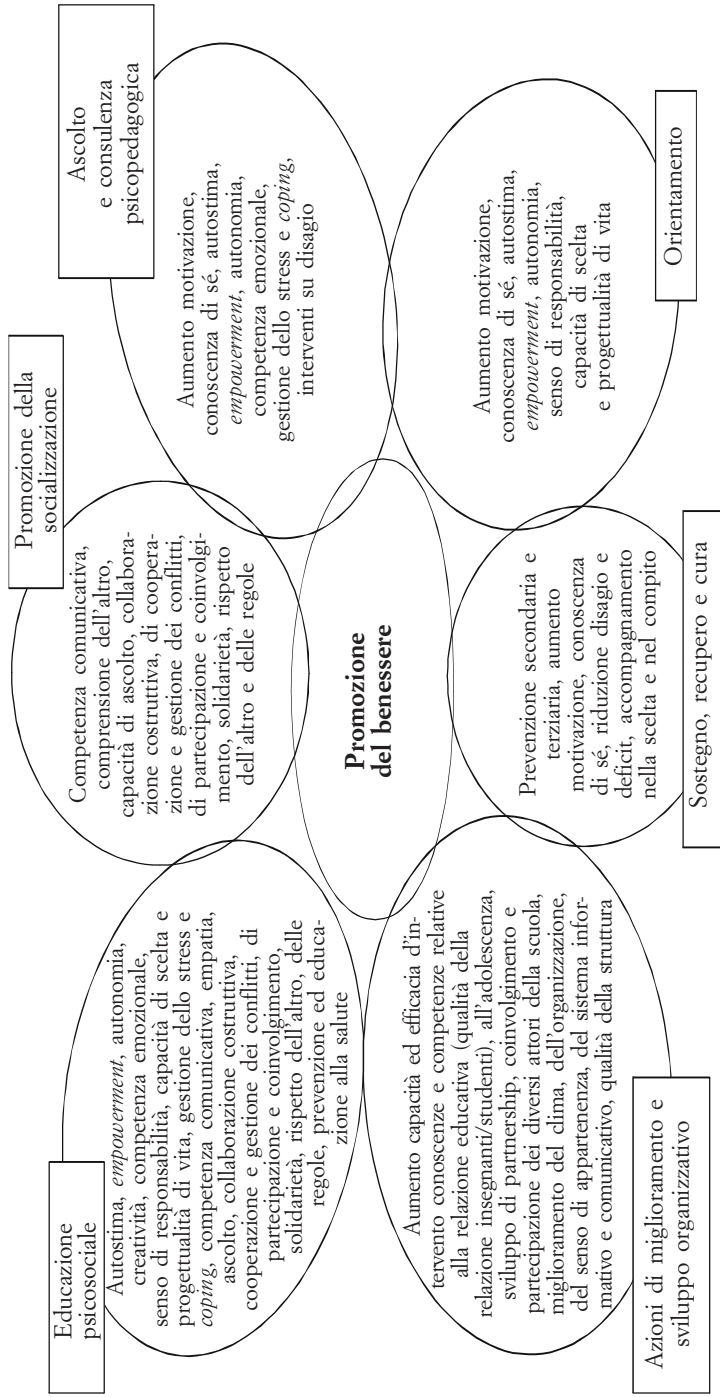 Educazione
psicosociale
Autostima, empowerment, autonomia,
creatività, competenza emozionale,
senso di responsabilità, capacità di scelta e
progettualità di vita, gestione dello stress e
coping, competenza comunicativa, empatia,
ascolto, collaborazione costruttiva,
cooperazione e gestione dei conflitti, di
partecipazione e coinvolgimento,
solidarietà, rispetto dell'altro, delle
regole, prevenzione ed educa-
zione alla salute
Promozione della
socializzazione
Competenza comunicativa,
comprensione dell'altro,
capacità di ascolto, collabora-
zione costruttiva, di coopera-
zione e gestione dei conflitti,
di partecipazione e coinvolgi-
mento, solidarietà, rispetto
dell'altro e delle regole
Ascolto
e consulenza
psicopedagogica
Aumento motivazione,
conoscenza di sé, autostima,
empowerment, autonomia,
competenza emozionale,
gestione dello stress e coping,
interventi su disagio
Promozione
del benessere
Aumento capacità ed efficacia d'in-
tervento conoscenze e competenze relative
alla relazione educativa (qualità della
relazione insegnanti/studenti), all'adolescenza,
sviluppo di partnership, coinvolgimento e
partecipazione dei diversi attori della scuola,
miglioramento del clima, dell'organizzazione,
del senso di appartenenza, del sistema infor-
mativo e comunicativo, qualità della struttura
Azioni di miglioramento e
sviluppo organizzativo
Prevenzione secondaria e
terziaria, aumento
motivazione, conoscenza
di sé, riduzione disagio e
deficit, accompagnamento
nella scelta e nel compito
Sostegno, recupero e cura
Aumento motivazione,
conoscenza di sé, autostima,
empowerment, autonomia,
senso di responsabilità,
capacità di scelta
e progettualità di vita
Orientamento